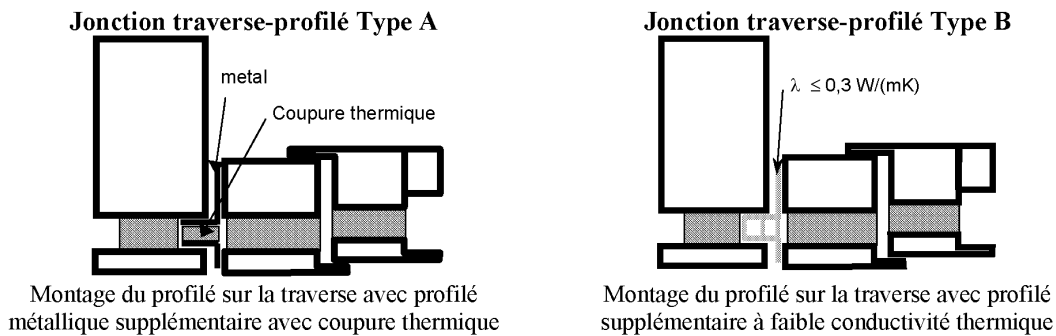 Jonction traverse-profilé Type A
metal
Coupure thermique
Montage du profilé sur la traverse avec profilé
métallique supplémentaire avec coupure thermique
Jonction traverse-profilé Type B
λ ≤ 0,3 W/(mK)
Montage du profilé sur la traverse avec profilé
supplémentaire à faible conductivité thermique